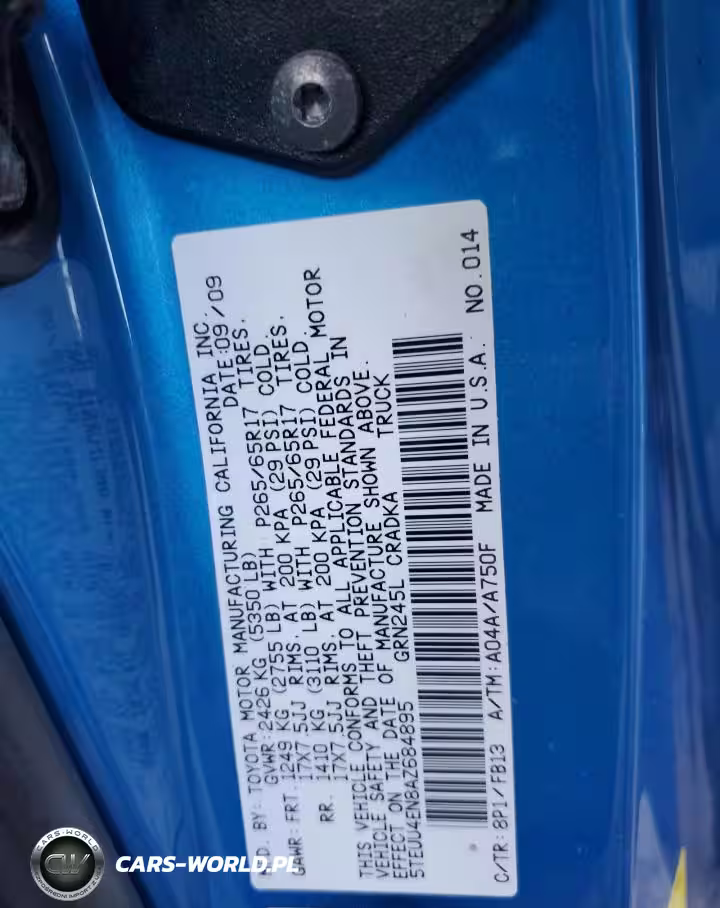 MFD. BY: TOYOTA MOTOR MANUFACTURING CALIFORNIA INC.
GVWR: 2426 KG (5350 LB) DATE: 09/09
GAWR: FRT. 1249 KG (2755 LB) WITH P265/65R17 TIRES.
17X7.5JJ RIMS. AT 200 KPA (29 PSI) COLD.
RR. 1410 KG (3110 LB) WITH P265/65R17 TIRES.
17X7.5JJ RIMS. AT 200 KPA (29 PSI) COLD.
THIS VEHICLE CONFORMS TO ALL APPLICABLE FEDERAL MOTOR
VEHICLE SAFETY AND THEFT PREVENTION STANDARDS IN
EFFECT ON THE DATE OF MANUFACTURE SHOWN ABOVE.
5TEUU4EN8AZ684895 GRN245L CRADKA TRUCK
C/TR: 8P1/FB13 A/TM: A04A/A750F MADE IN U.S.A. NO. 014
CARS-WORLD
CW
CARS-WORLD.PL